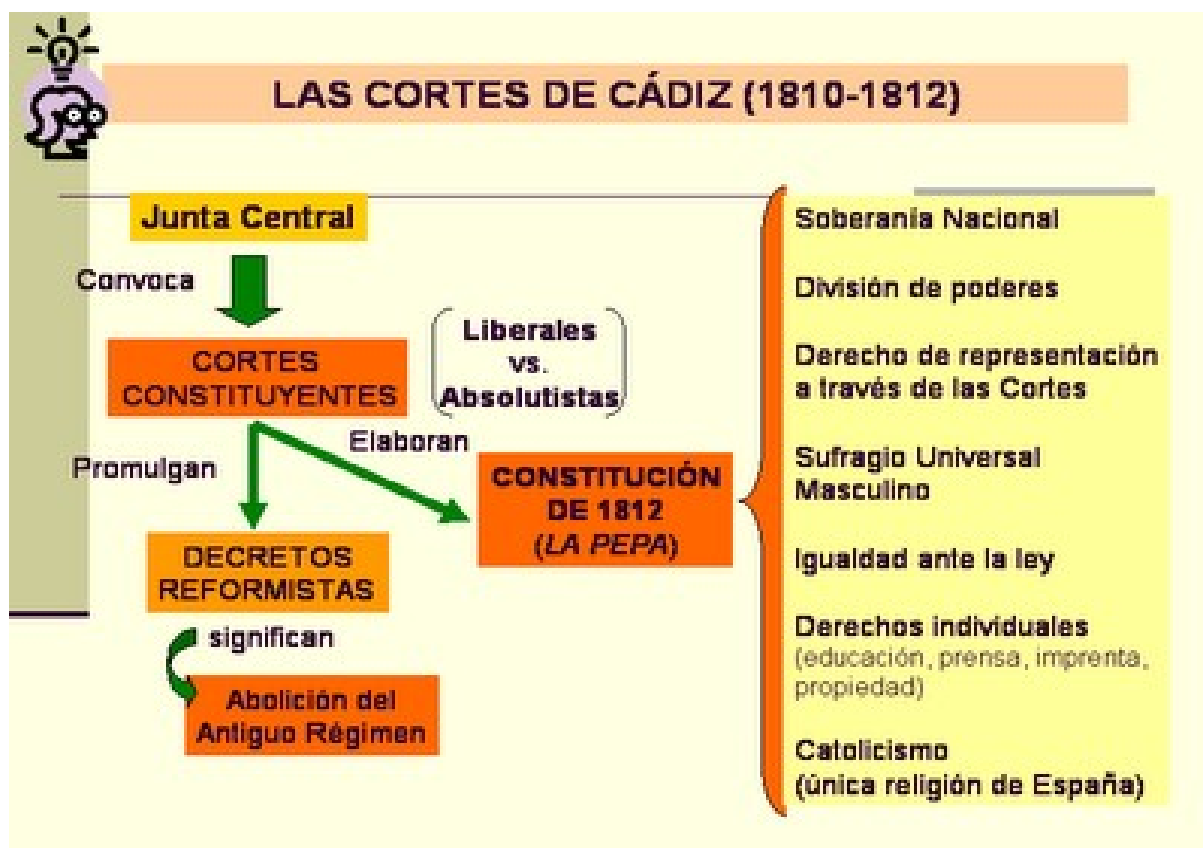 LAS CORTES DE CÁDIZ (1810-1812)
Junta Central
Convoca
CORTES
CONSTITUYENTES
Liberales
vs.
Absolutistas
Promulgan
Elaboran
DECRETOS
REFORMISTAS
significan
Abolición del
Antiguo Régimen
CONSTITUCIÓN
DE 1812
(LA PEPA)
Soberanía Nacional
División de poderes
Derecho de representación
a través de las Cortes
Sufragio Universal
Masculino
Igualdad ante la ley
Derechos individuales
(educación, prensa, imprenta,
propiedad)
Catolicismo
(única religión de España)